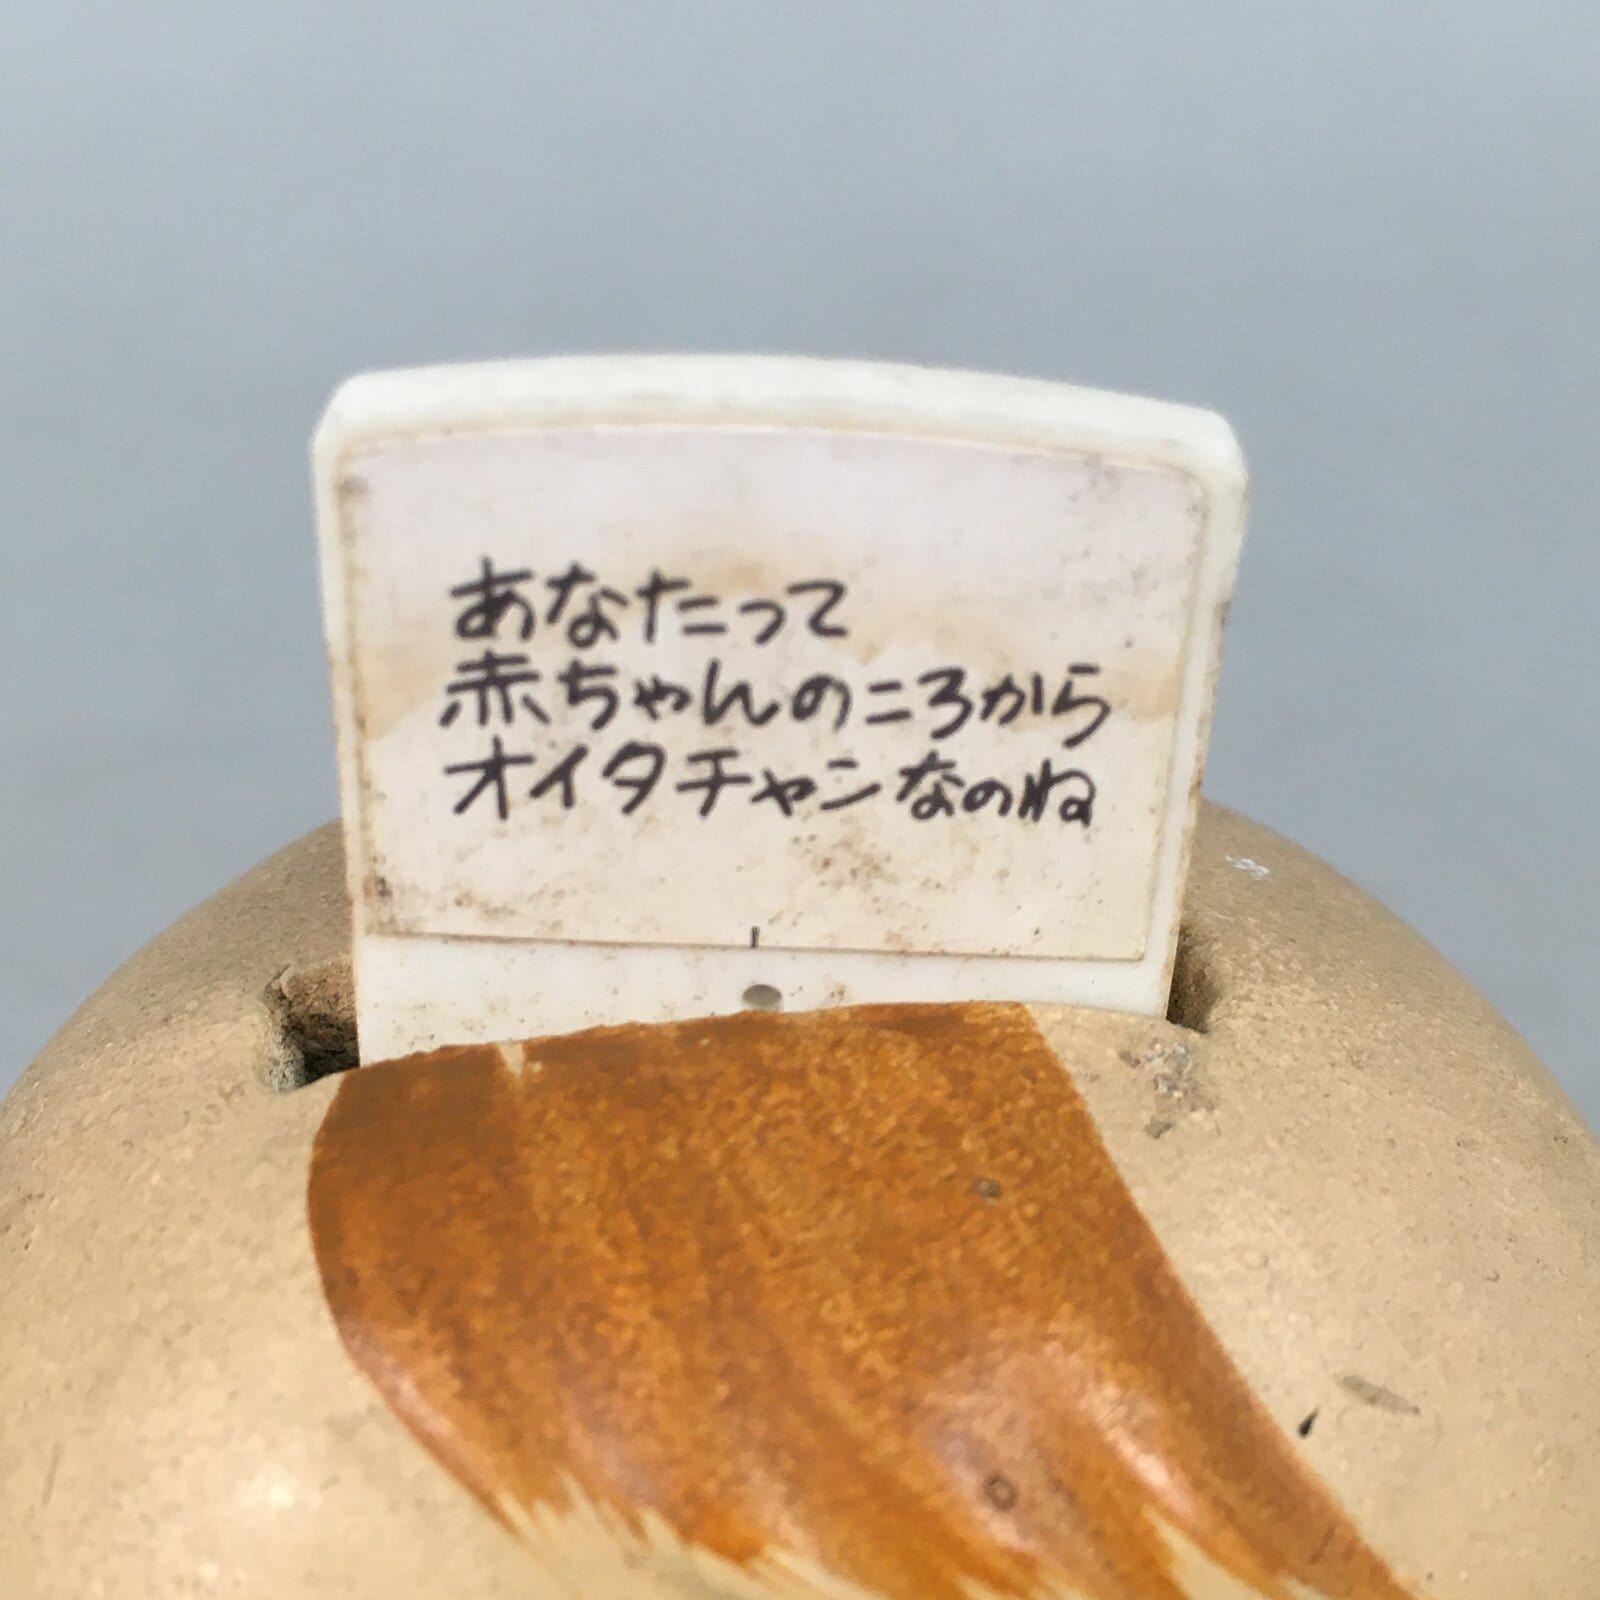 あなたって
赤ちゃんのころから
オイタチャンなのね